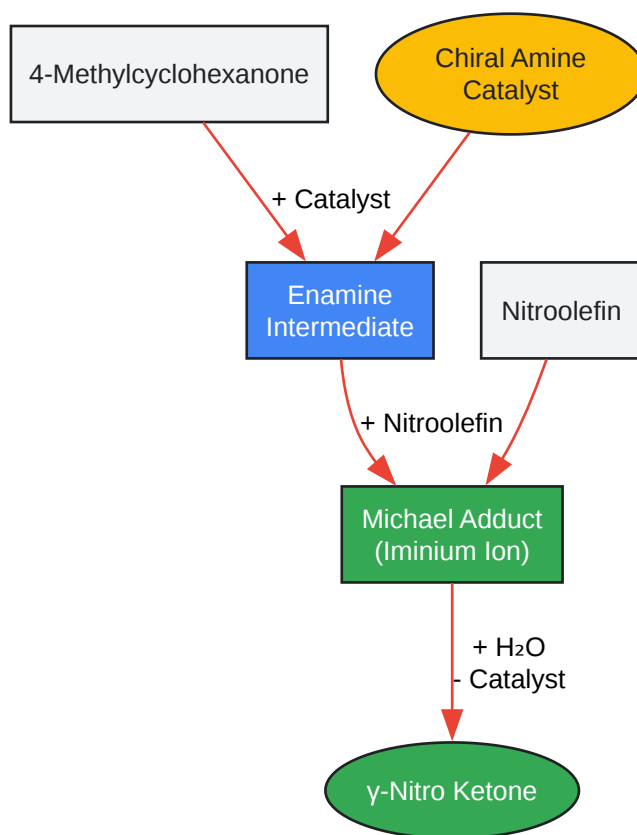 4-Methylcyclohexanone
Chiral Amine
Catalyst
+ Catalyst
Enamine
Intermediate
Nitroolefin
+ Nitroolefin
Michael Adduct
(Iminium Ion)
+ H₂O
- Catalyst
γ-Nitro Ketone